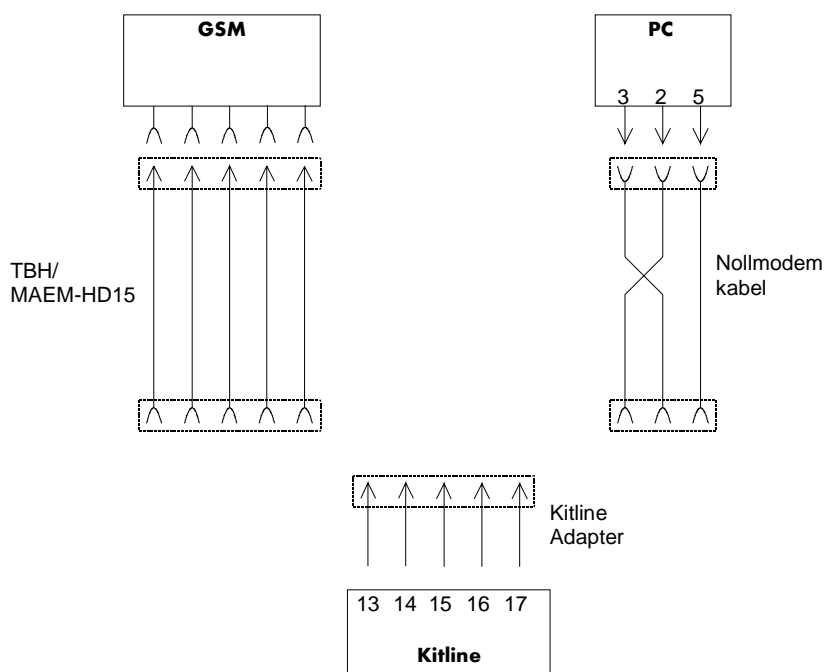 GSM
PC
3 2 5
TBH/
MAEM-HD15
Nollmodem
kabel
Kitline
Adapter
13 14 15 16 17
Kitline